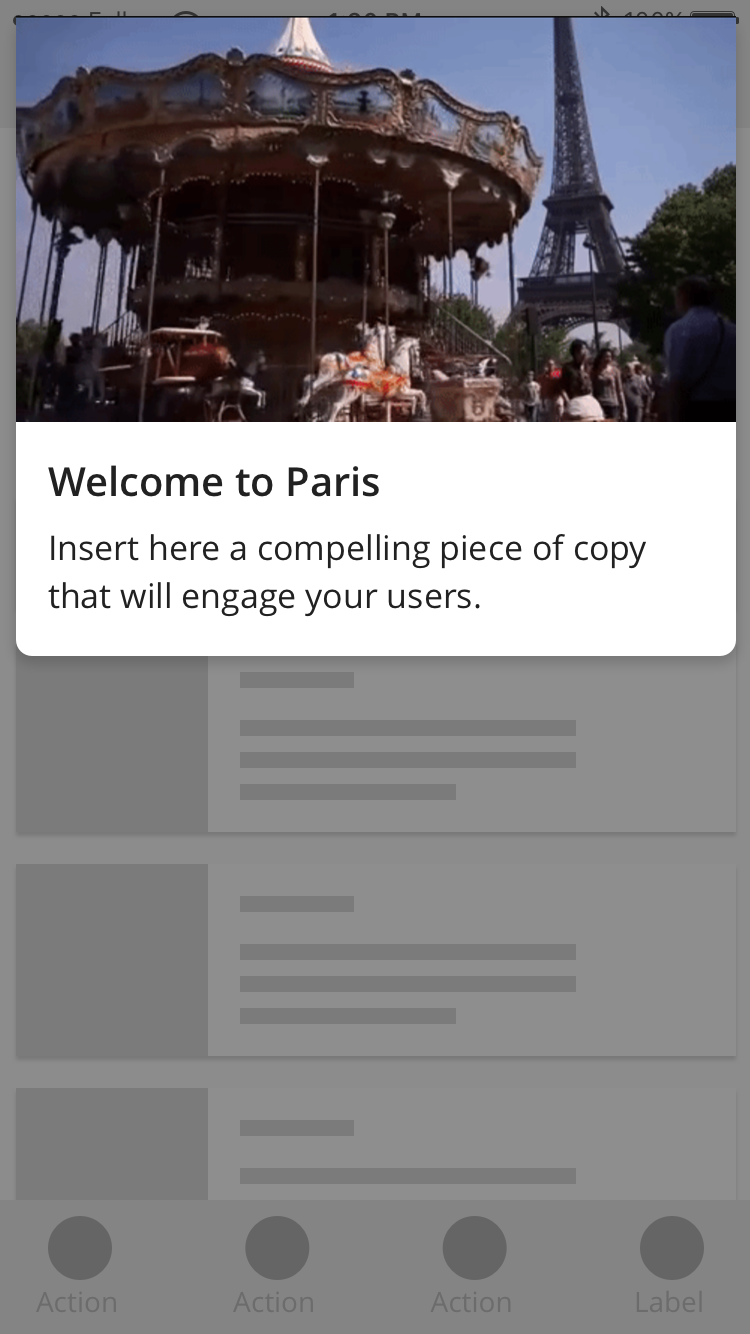 Welcome to Paris
Insert here a compelling piece of copy
that will engage your users.
Action Action Action Label